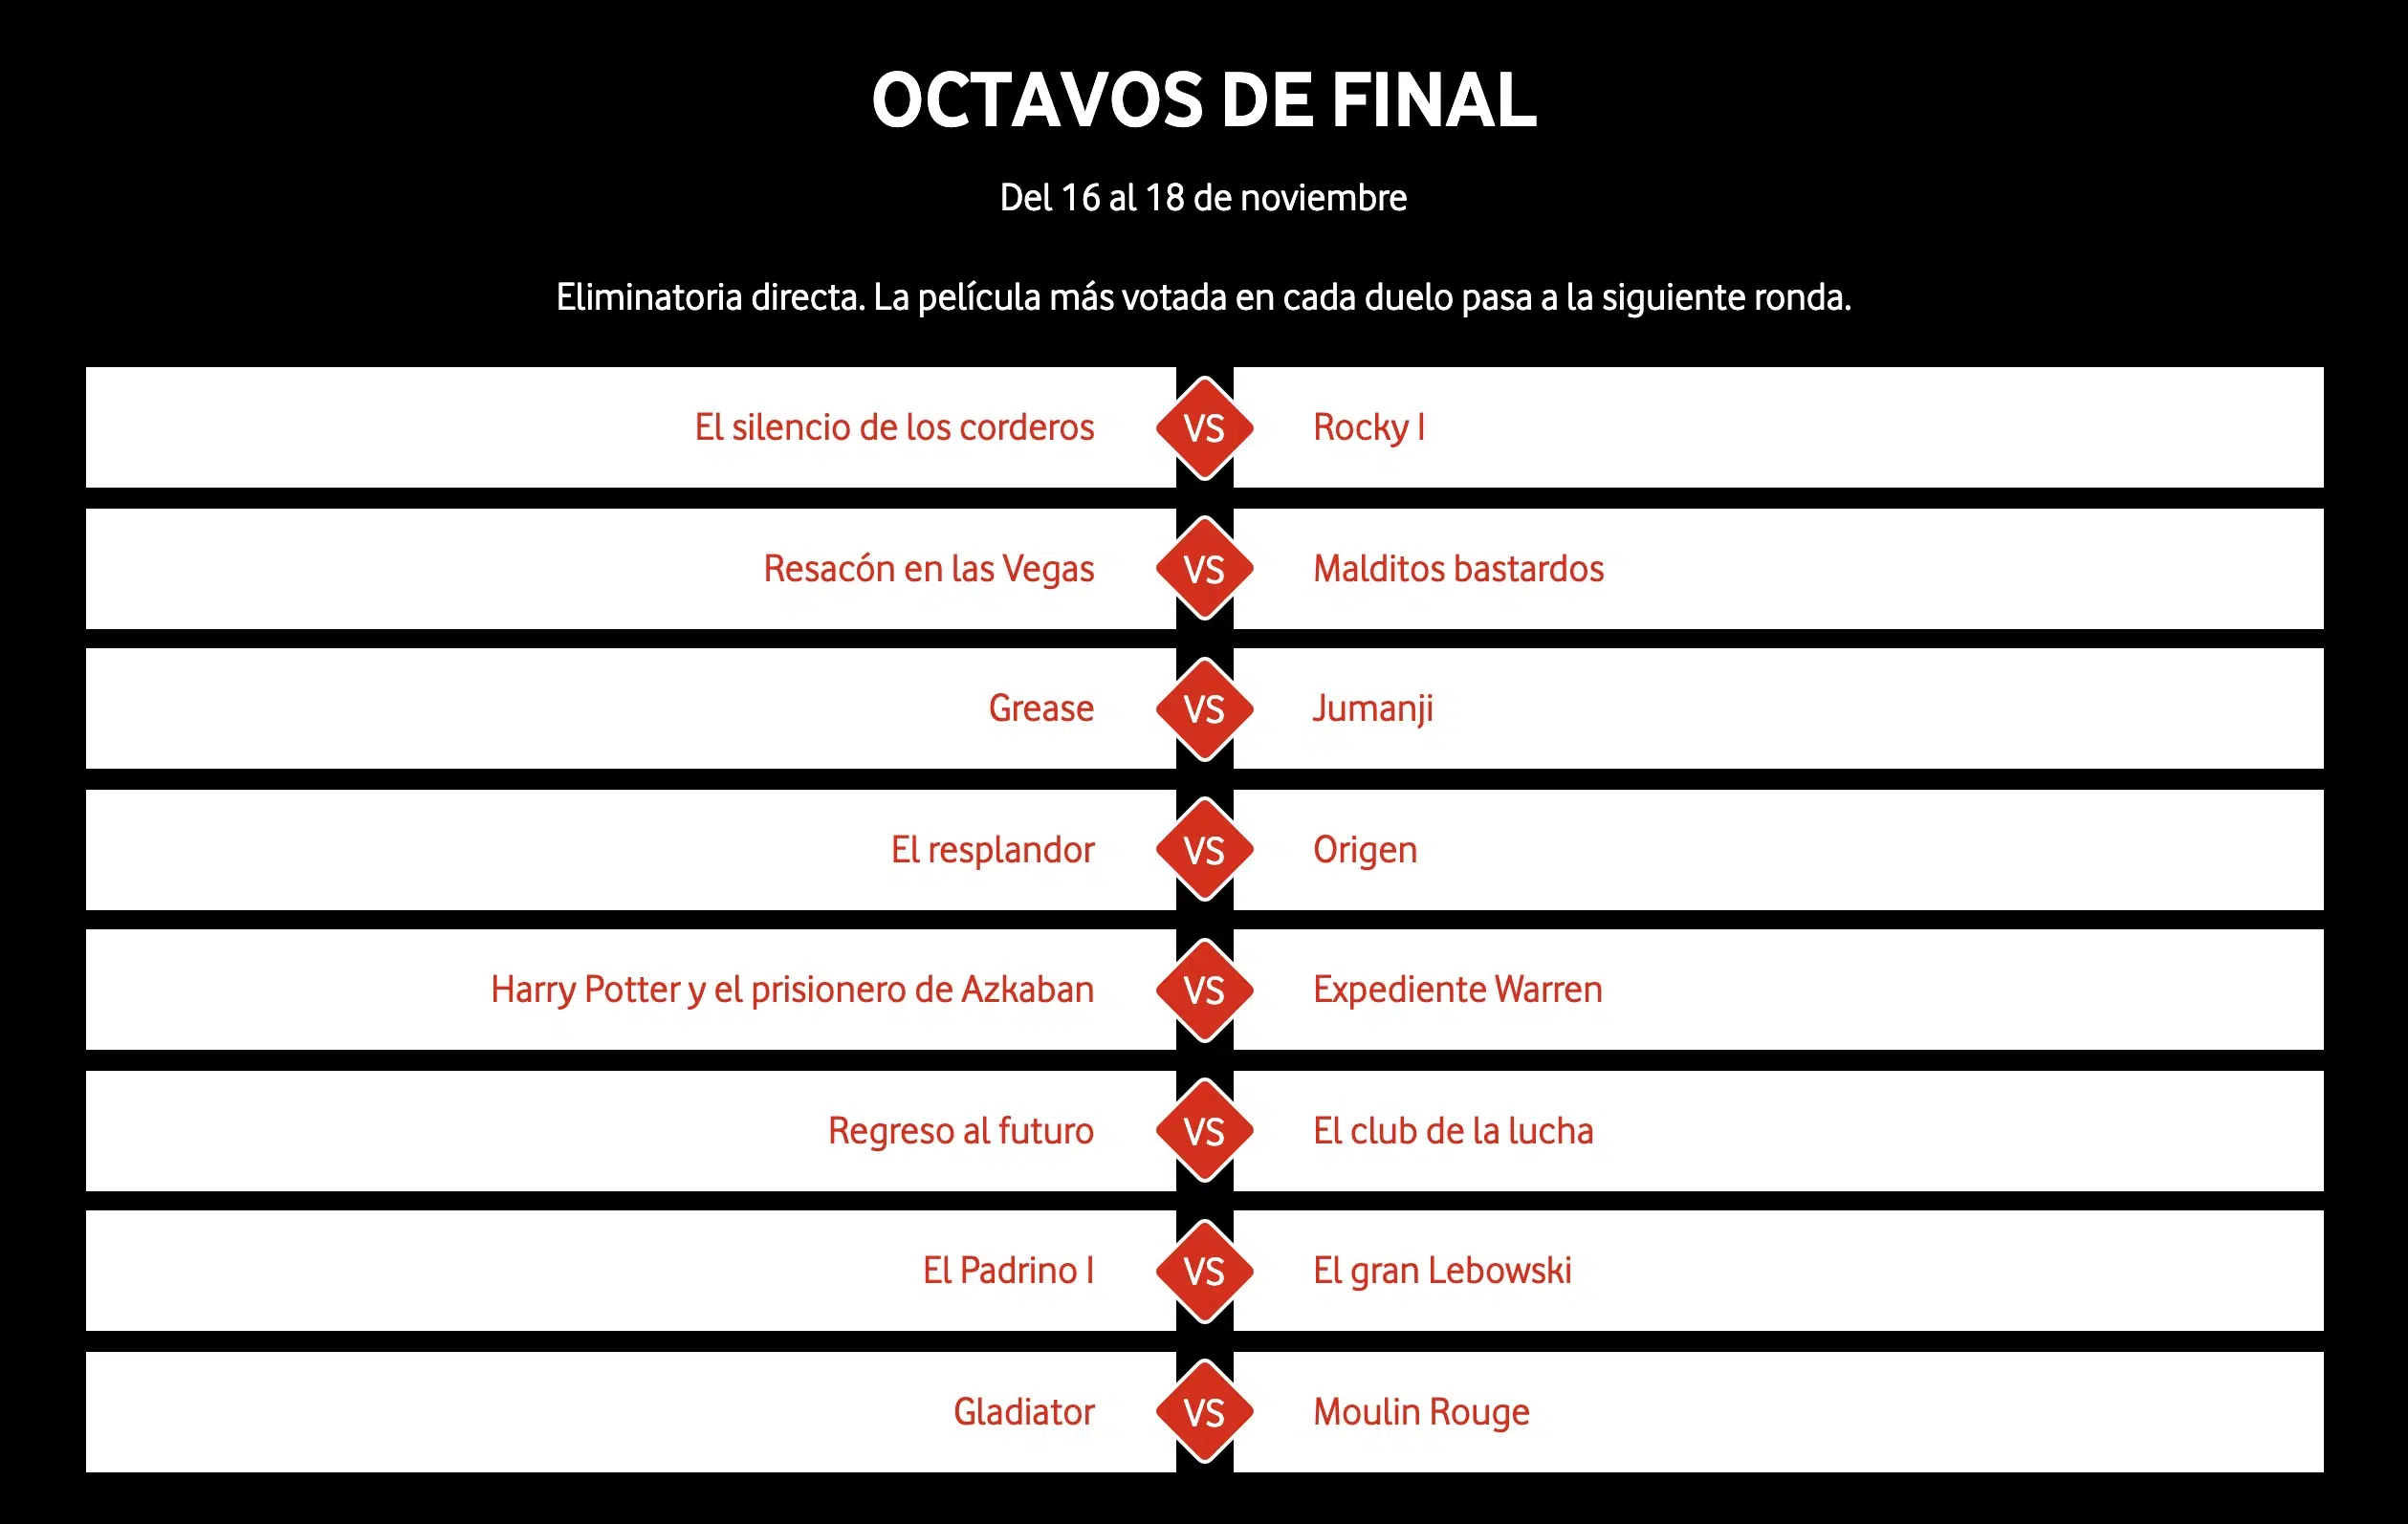 OCTAVOS DE FINAL
Del 16 al 18 de noviembre
Eliminatoria directa. La película más votada en cada duelo pasa a la siguiente ronda.
El silencio de los corderos VS Rocky I
Resacón en las Vegas VS Malditos bastardos
Grease VS Jumanji
El resplandor VS Origen
Harry Potter y el prisionero de Azkaban VS Expediente Warren
Regreso al futuro VS El club de la lucha
El Padrino I VS El gran Lebowski
Gladiator VS Moulin Rouge